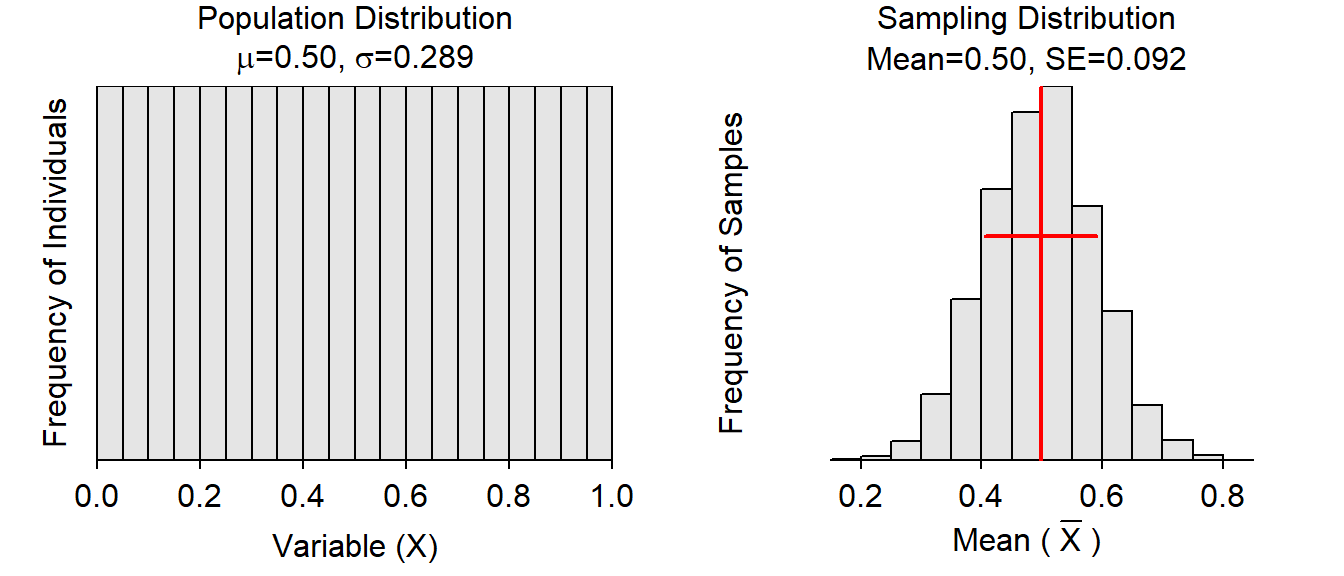 Population Distribution
μ=0.50, σ=0.289
Frequency of Individuals
0.0 0.2 0.4 0.6 0.8 1.0
Variable (X)
Sampling Distribution
Mean=0.50, SE=0.092
Frequency of Samples
0.2 0.4 0.6 0.8
Mean ( X̅ )